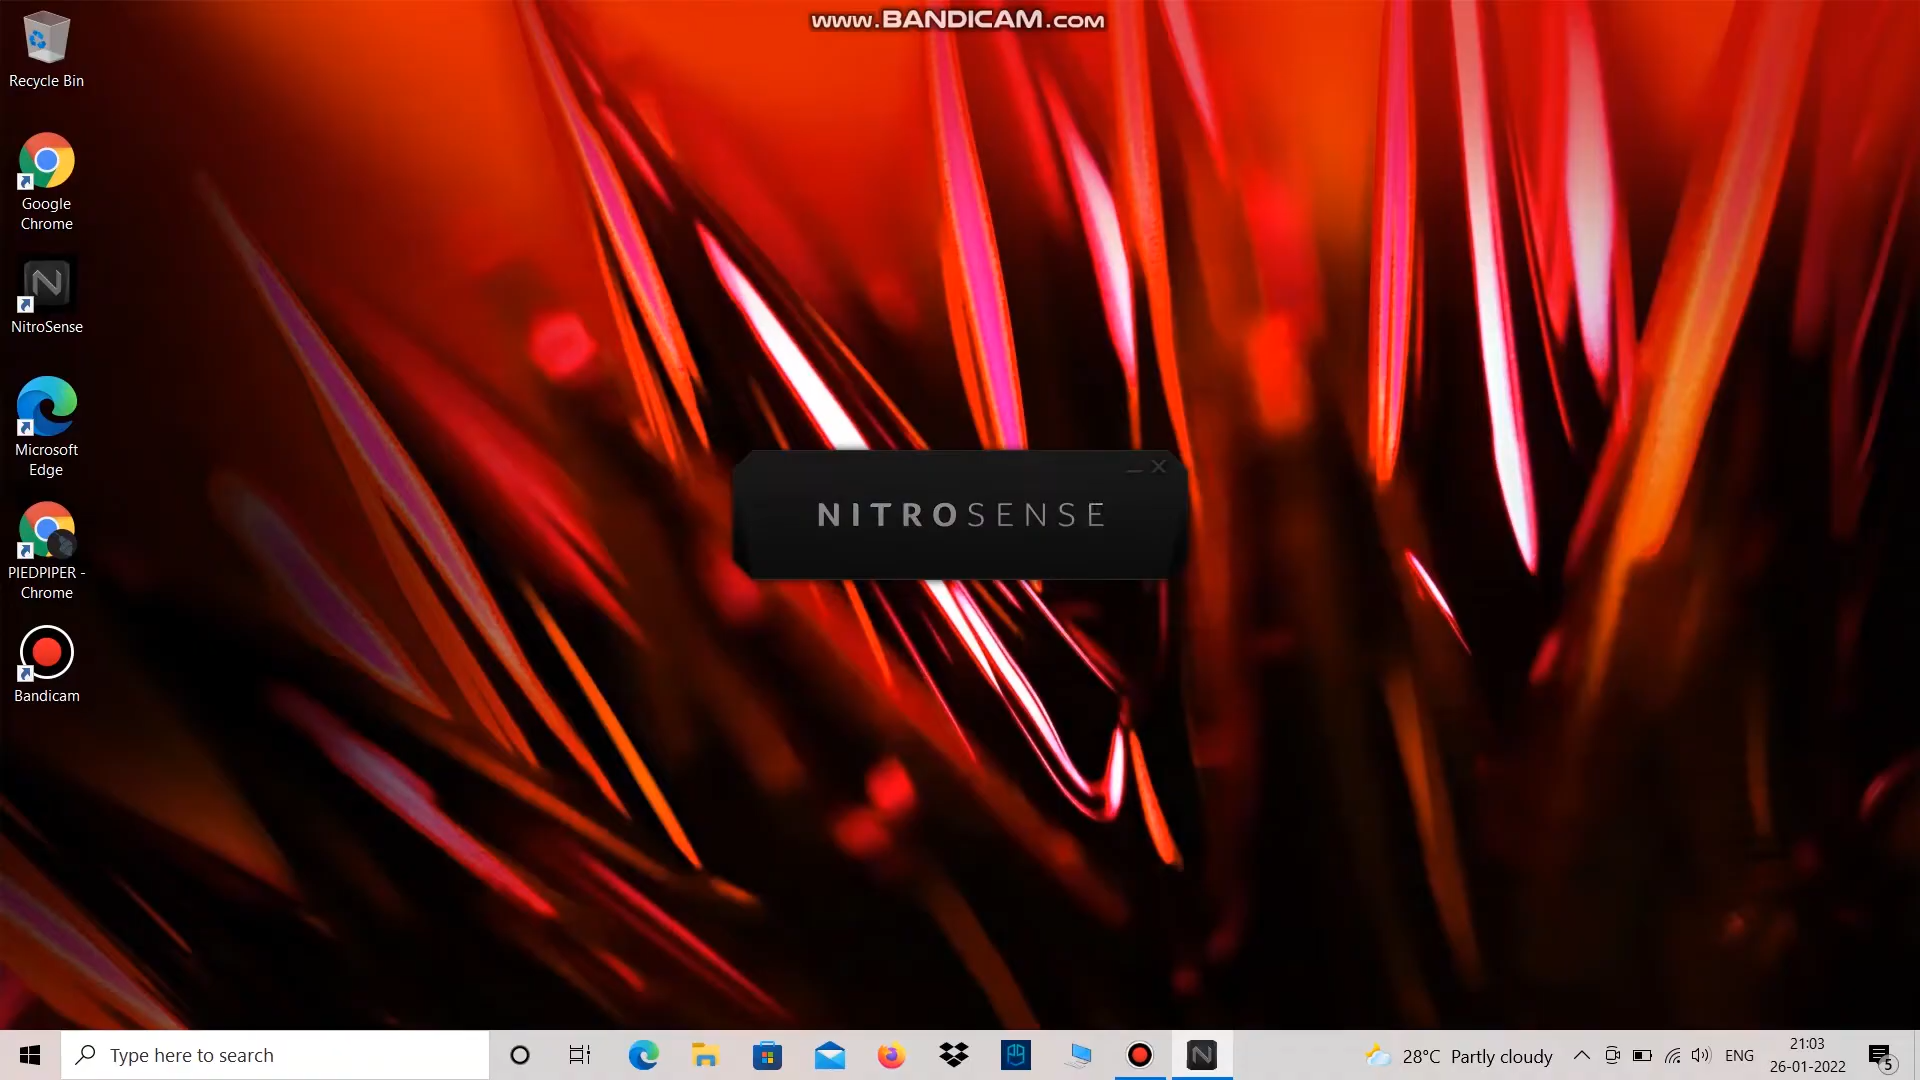 www.BANDICAM.com
Recycle Bin
Google
Chrome
NitroSense
Microsoft
Edge
PIEDPIPER -
Chrome
Bandicam
NITROSENSE
Type here to search
28°C Partly cloudy
ENG
21:03
26-01-2022
5